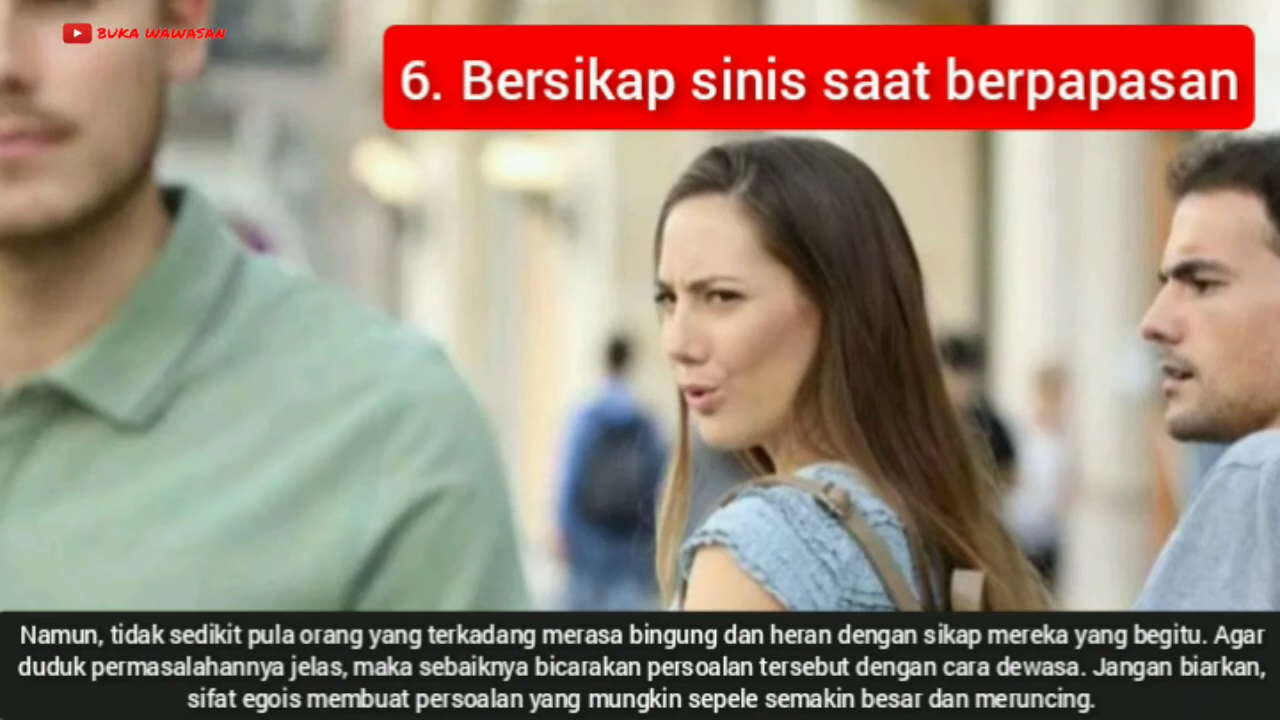 BUKA WAWASAN
6. Bersikap sinis saat berpapasan
Namun, tidak sedikit pula orang yang terkadang merasa bingung dan heran dengan sikap mereka yang begitu. Agar
duduk permasalahannya jelas, maka sebaiknya bicarakan persoalan tersebut dengan cara dewasa. Jangan biarkan,
sifat egois membuat persoalan yang mungkin sepele semakin besar dan meruncing.